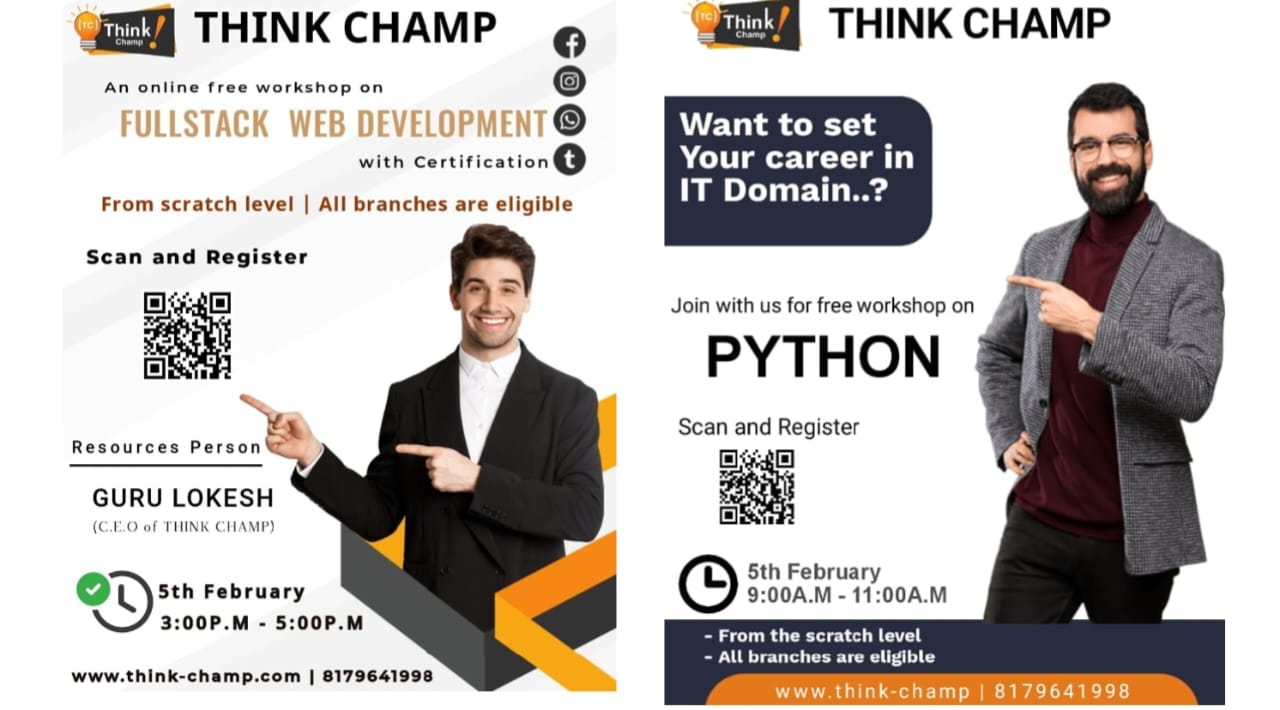 (TC)
Think!
Champ
THINK CHAMP
An online free workshop on
FULLSTACK WEB DEVELOPMENT
with Certification
From scratch level | All branches are eligible
Scan and Register
Resources Person
GURU LOKESH
(C.E.O of THINK CHAMP)
5th February
3:00P.M - 5:00P.M
www.think-champ.com | 8179641998
(TC)
Think!
Champ
THINK CHAMP
Want to set
Your career in
IT Domain..?
Join with us for free workshop on
PYTHON
Scan and Register
5th February
9:00A.M - 11:00A.M
- From the scratch level
- All branches are eligible
www.think-champ | 8179641998